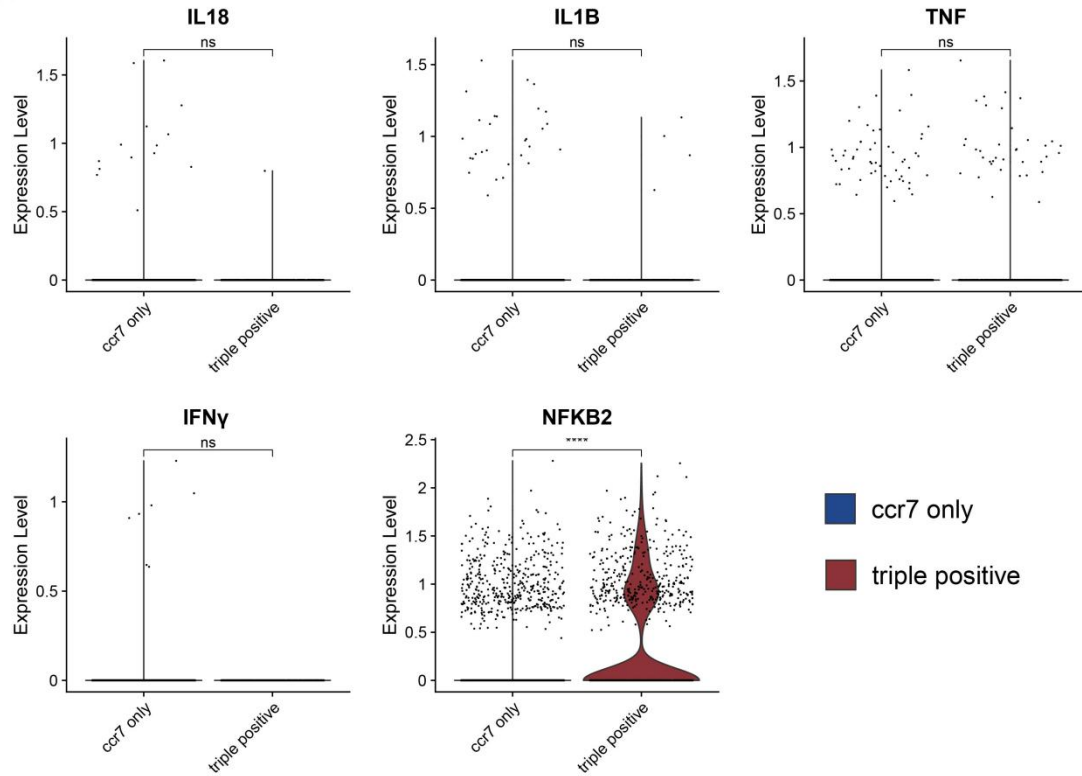 IL18
IL1B
TNF
ns
ns
ns
Expression Level
1.5
1
0.5
0
ccr7 only
triple positive
Expression Level
1.5
1
0.5
0
ccr7 only
triple positive
Expression Level
1.5
1
0.5
0
ccr7 only
triple positive
IFNγ
NFKB2
ns
****
Expression Level
1
0.5
0
ccr7 only
triple positive
Expression Level
2.5
2
1.5
1
0.5
0
ccr7 only
triple positive
ccr7 only
triple positive